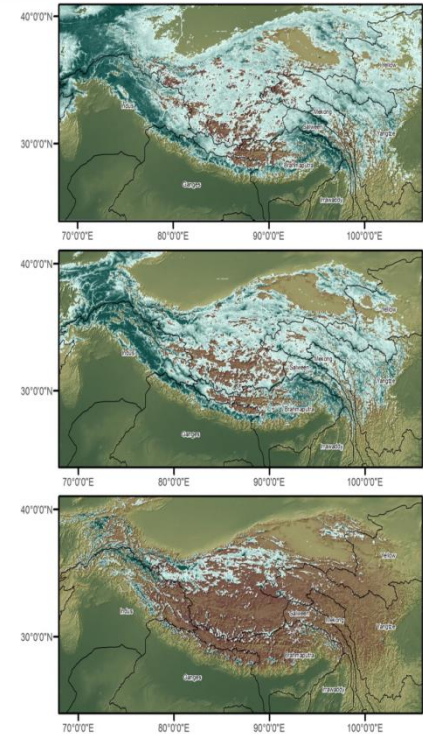 40°0'0"N
30°0'0"N
Yellow
Indus
Mekong
Salween
Yangtze
Brahmaputra
Ganges
Irrawaddy
70°0'0"E 80°0'0"E 90°0'0"E 100°0'0"E
40°0'0"N
30°0'0"N
Yellow
Indus
Mekong
Salween
Yangtze
Brahmaputra
Ganges
Irrawaddy
70°0'0"E 80°0'0"E 90°0'0"E 100°0'0"E
40°0'0"N
30°0'0"N
Yellow
Indus
Salween
Mekong
Yangtze
Brahmaputra
Ganges
Irrawaddy
70°0'0"E 80°0'0"E 90°0'0"E 100°0'0"E